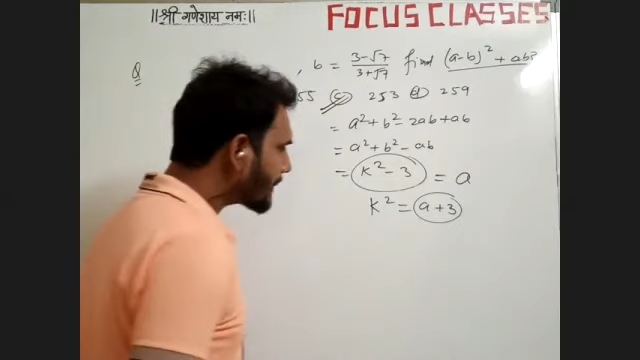 ||श्री गणेशाय नमः||
FOCUS CLASSES
Q
, b = 3-√7/3+√7 find (a-b)² + ab?
55 (c) 253 (d) 259
= a² + b² - 2ab + ab
= a² + b² - ab
= K² - 3 = a
K² = a + 3